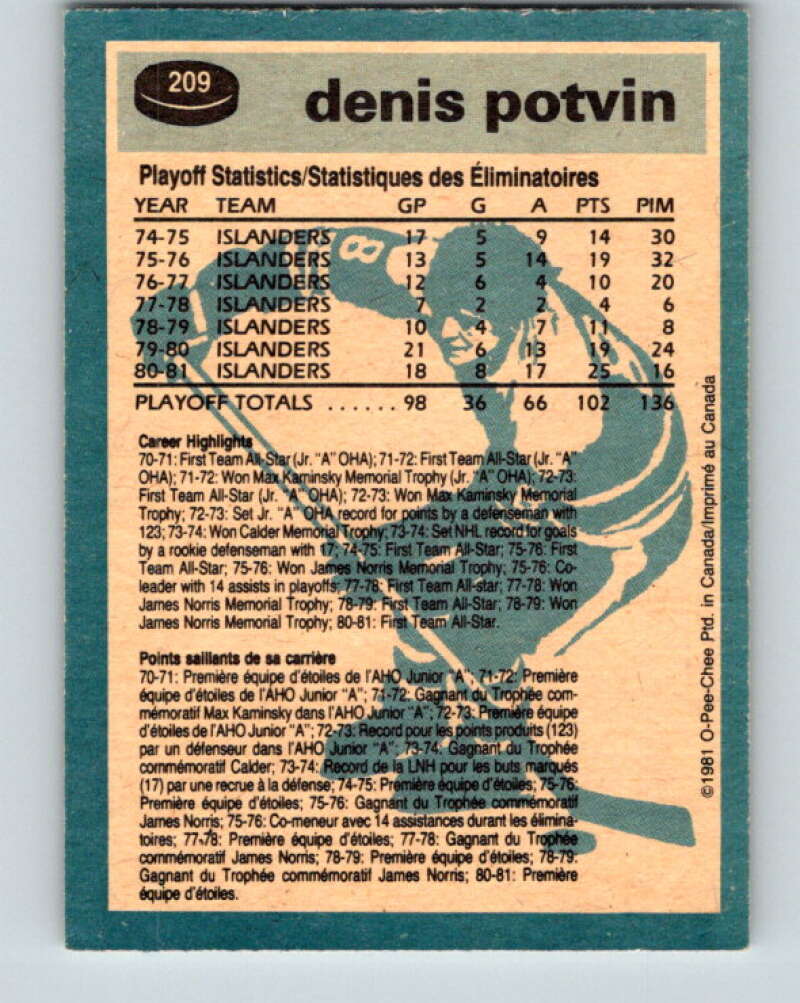 209
denis potvin
Playoff Statistics/Statistiques des Éliminatoires
YEAR TEAM GP G A PTS PIM
74-75 ISLANDERS 17 5 9 14 30
75-76 ISLANDERS 13 5 14 19 32
76-77 ISLANDERS 12 6 4 10 20
77-78 ISLANDERS 7 2 2 4 6
78-79 ISLANDERS 10 4 7 11 8
79-80 ISLANDERS 21 6 13 19 24
80-81 ISLANDERS 18 8 17 25 16
PLAYOFF TOTALS ...... 98 36 66 102 136
8
Career Highlights
70-71: First Team All-Star (Jr. "A" OHA); 71-72: First Team All-Star (Jr. "A"
OHA); 71-72: Won Max Kaminsky Memorial Trophy (Jr. "A" OHA); 72-73:
First Team All-Star (Jr. "A" OHA); 72-73: Won Max Kaminsky Memorial
Trophy; 72-73: Set Jr. "A" OHA record for points by a defenseman with
123; 73-74: Won Calder Memorial Trophy; 73-74: Set NHL record for goals
by a rookie defenseman with 17; 74-75: First Team All-Star; 75-76: First
Team All-Star; 75-76: Won James Norris Memorial Trophy; 75-76: Co-
leader with 14 assists in playoffs; 77-78: First Team All-Star; 77-78: Won
James Norris Memorial Trophy; 78-79: First Team All-Star; 78-79: Won
James Norris Memorial Trophy; 80-81: First Team All-Star.
Points saillants de sa carrière
70-71: Première équipe d'étoiles de l'AHO Junior "A"; 71-72: Première
équipe d'étoiles de l'AHO Junior "A"; 71-72: Gagnant du Trophée com-
mémoratif Max Kaminsky dans l'AHO Junior "A"; 72-73: Première équipe
d'étoiles de l'AHO Junior "A"; 72-73: Record pour les points produits (123)
par un défenseur dans l'AHO Junior "A"; 73-74: Gagnant du Trophée
commémoratif Calder; 73-74: Record de la LNH pour les buts marqués
(17) par une recrue à la défense; 74-75: Première équipe d'étoiles; 75-76:
Première équipe d'étoiles; 75-76: Gagnant du Trophée commémoratif
James Norris; 75-76: Co-meneur avec 14 assistances durant les élimina-
toires; 77-78: Première équipe d'étoiles; 77-78: Gagnant du Trophée
commémoratif James Norris; 78-79: Première équipe d'étoiles; 78-79:
Gagnant du Trophée commémoratif James Norris; 80-81: Première
équipe d'étoiles.
©1981 O-Pee-Chee Ptd. in Canada/Imprimé au Canada